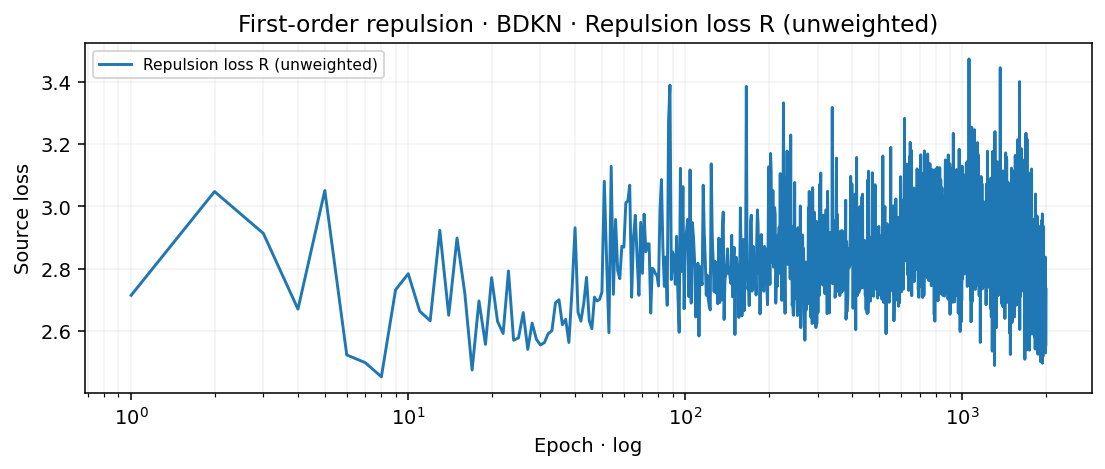 First-order repulsion · BDKN · Repulsion loss R (unweighted)
Repulsion loss R (unweighted)
Source loss
3.4
3.2
3.0
2.8
2.6
10⁰
10¹
10²
10³
Epoch · log